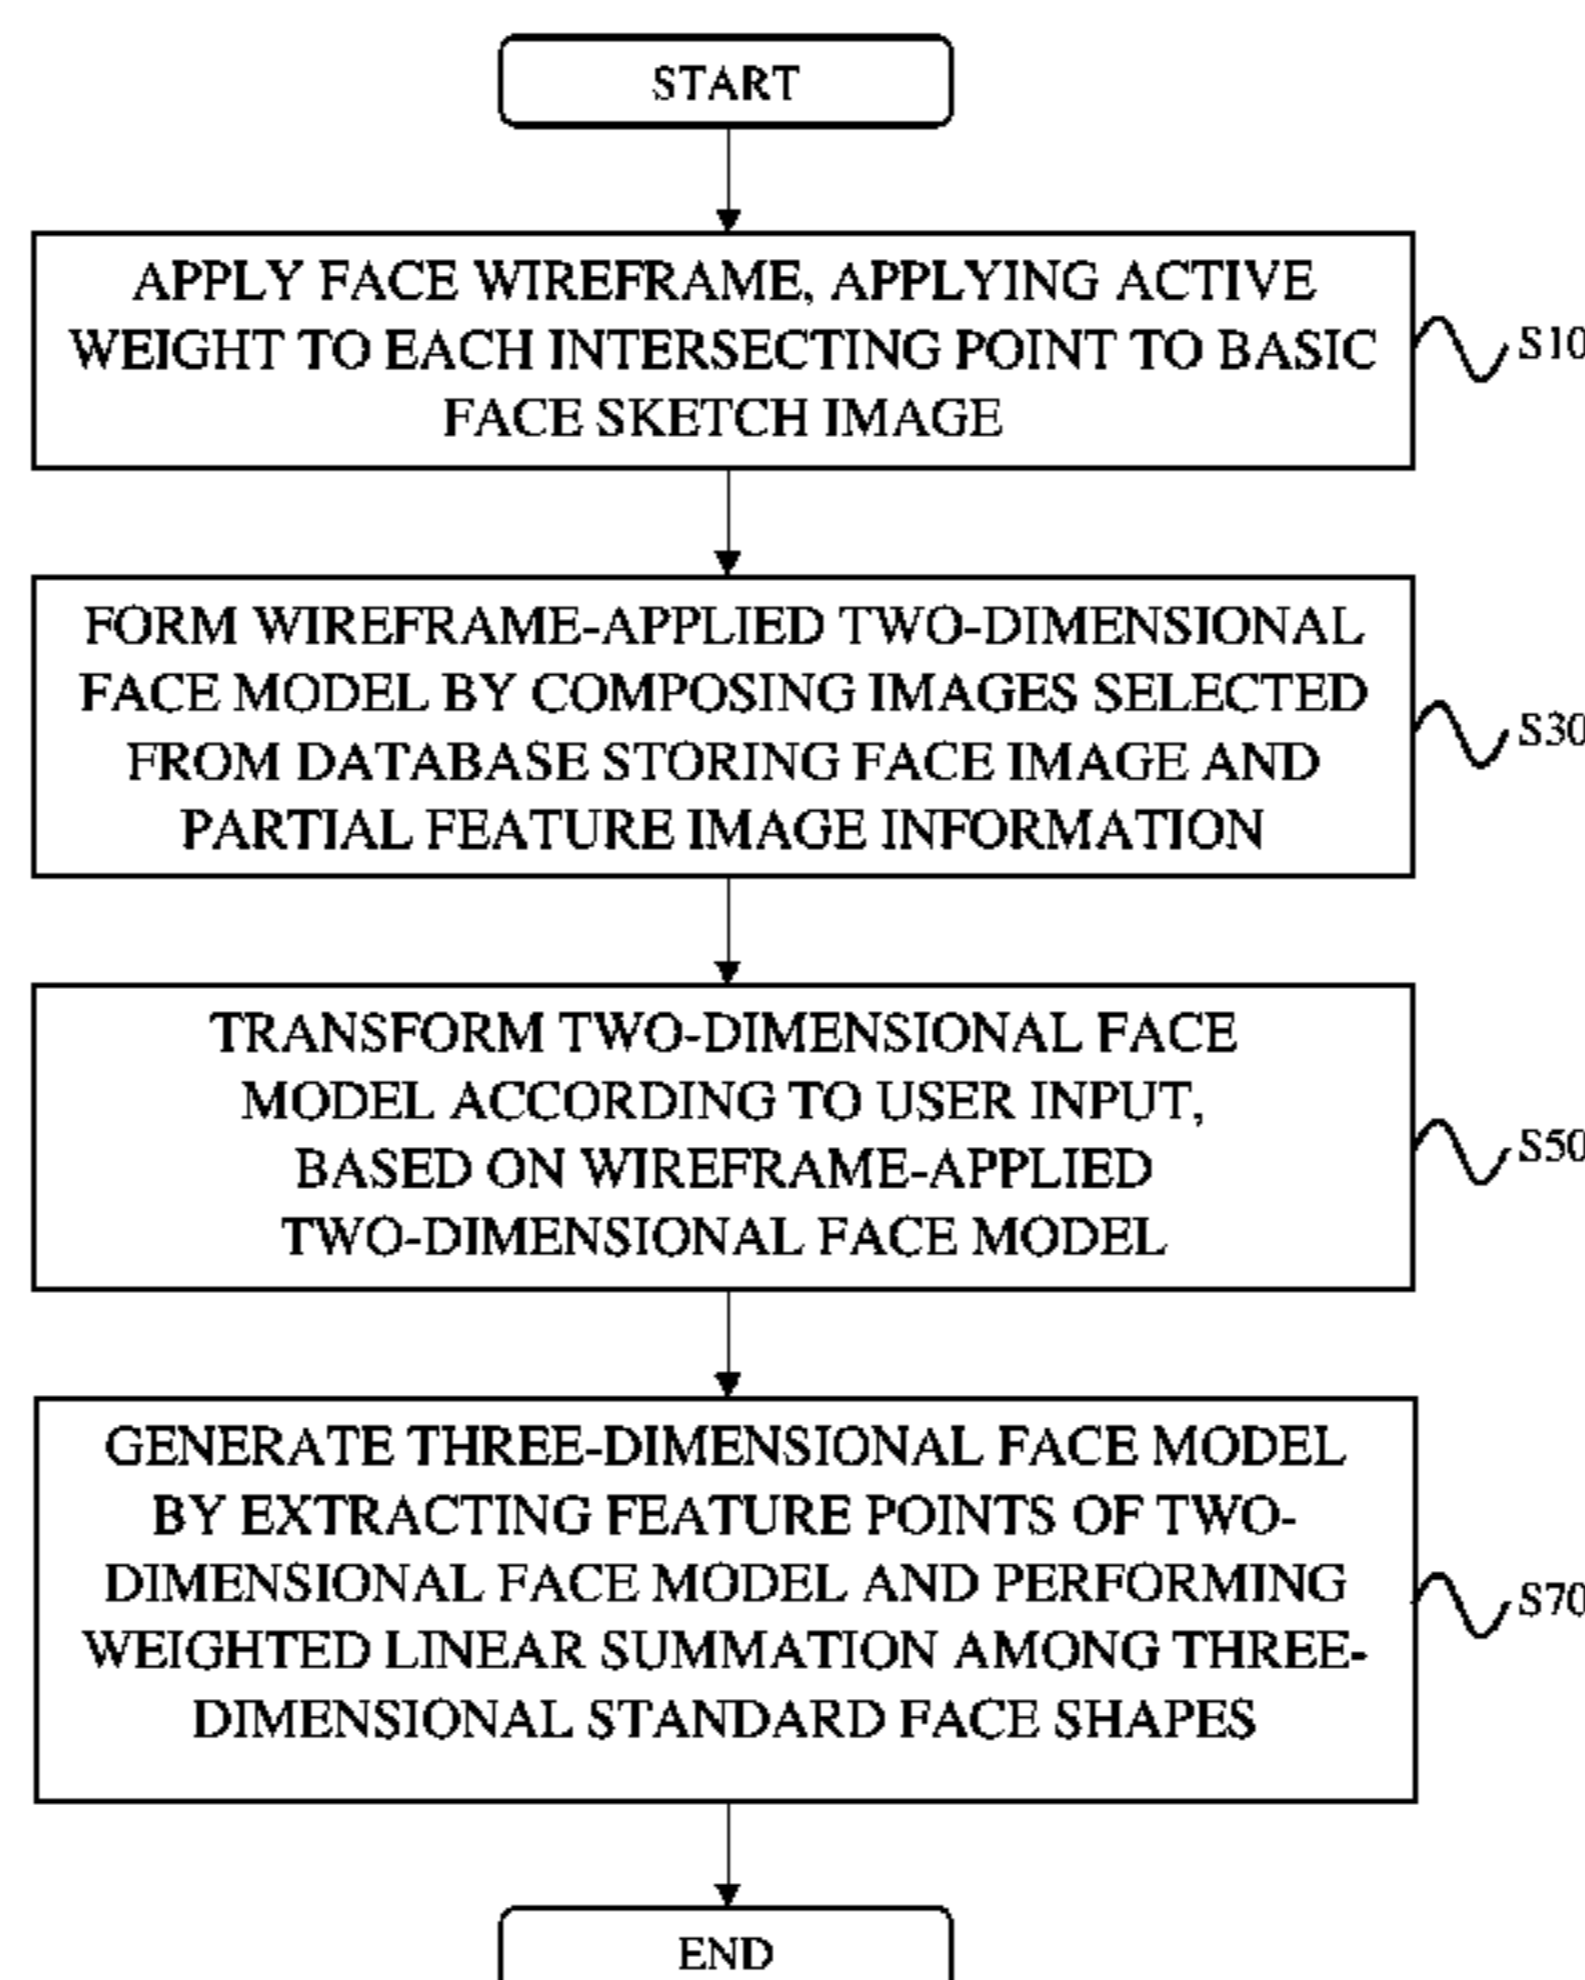 START
APPLY FACE WIREFRAME, APPLYING ACTIVE
WEIGHT TO EACH INTERSECTING POINT TO BASIC
FACE SKETCH IMAGE
S10
FORM WIREFRAME-APPLIED TWO-DIMENSIONAL
FACE MODEL BY COMPOSING IMAGES SELECTED
FROM DATABASE STORING FACE IMAGE AND
PARTIAL FEATURE IMAGE INFORMATION
S30
TRANSFORM TWO-DIMENSIONAL FACE
MODEL ACCORDING TO USER INPUT,
BASED ON WIREFRAME-APPLIED
TWO-DIMENSIONAL FACE MODEL
S50
GENERATE THREE-DIMENSIONAL FACE MODEL
BY EXTRACTING FEATURE POINTS OF TWO-
DIMENSIONAL FACE MODEL AND PERFORMING
WEIGHTED LINEAR SUMMATION AMONG THREE-
DIMENSIONAL STANDARD FACE SHAPES
S70
END